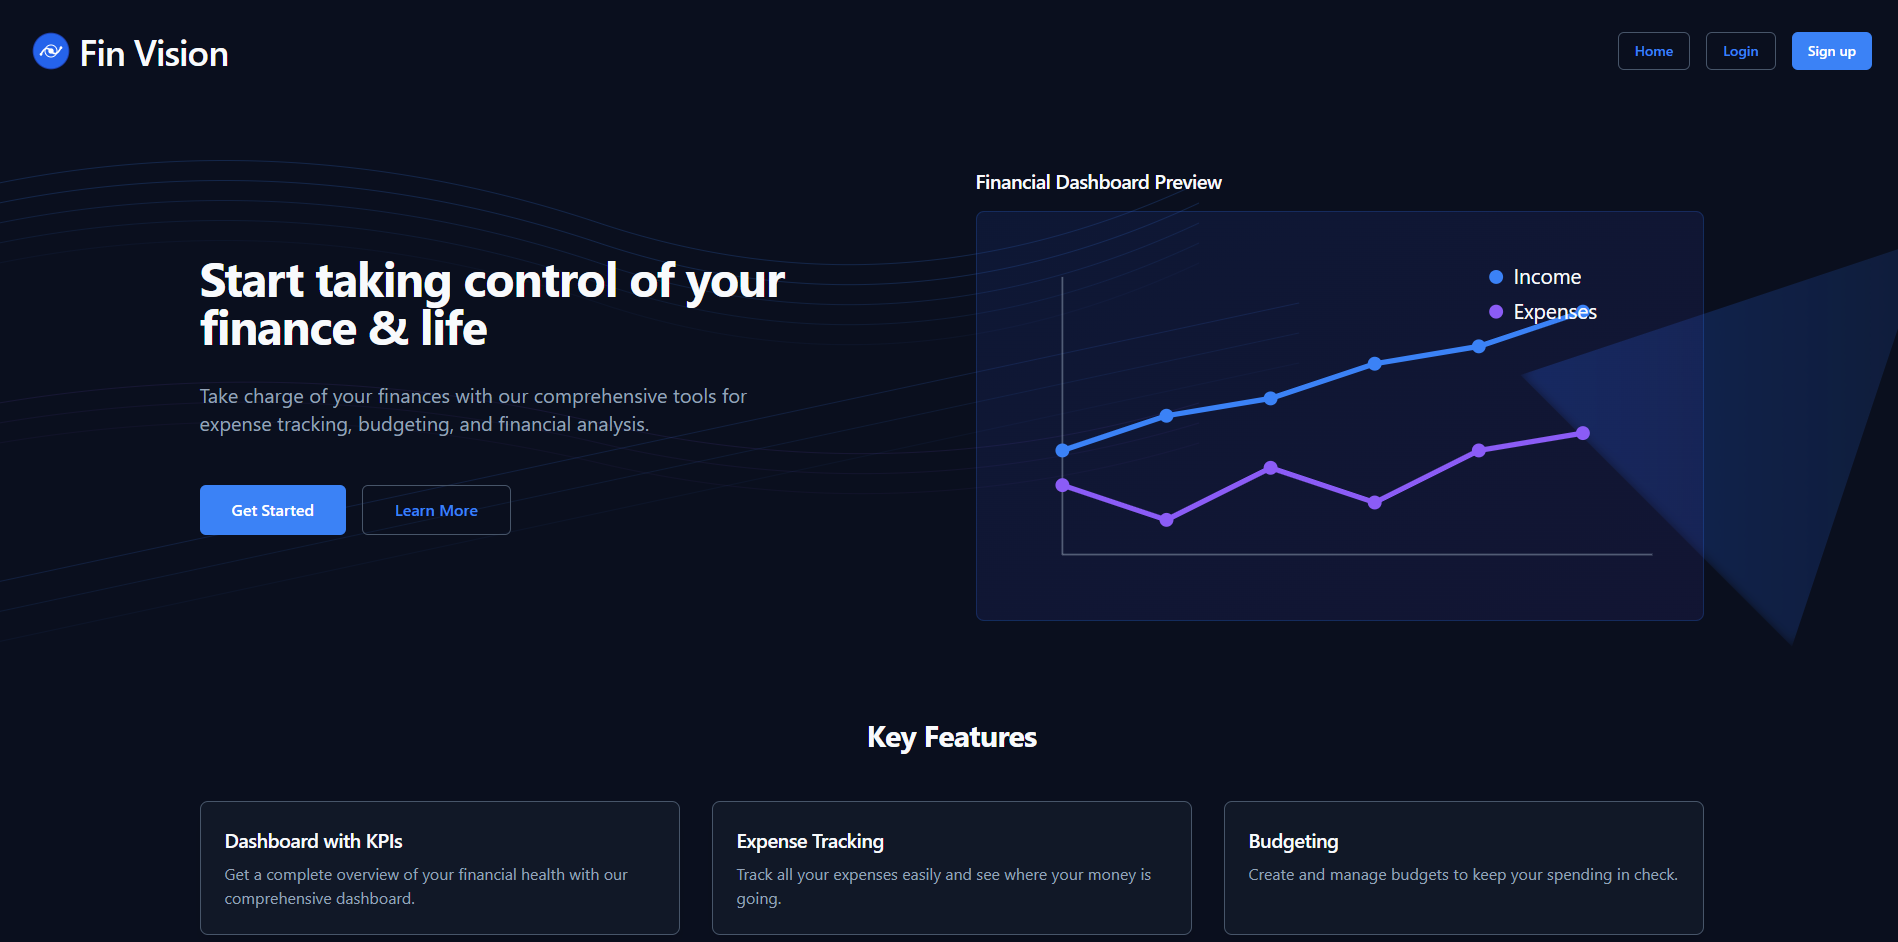 Fin Vision
Home
Login
Sign up
Financial Dashboard Preview
Income
Expenses
Start taking control of your
finance & life
Take charge of your finances with our comprehensive tools for
expense tracking, budgeting, and financial analysis.
Get Started
Learn More
Key Features
Dashboard with KPIs
Get a complete overview of your financial health with our
comprehensive dashboard.
Expense Tracking
Track all your expenses easily and see where your money is
going.
Budgeting
Create and manage budgets to keep your spending in check.